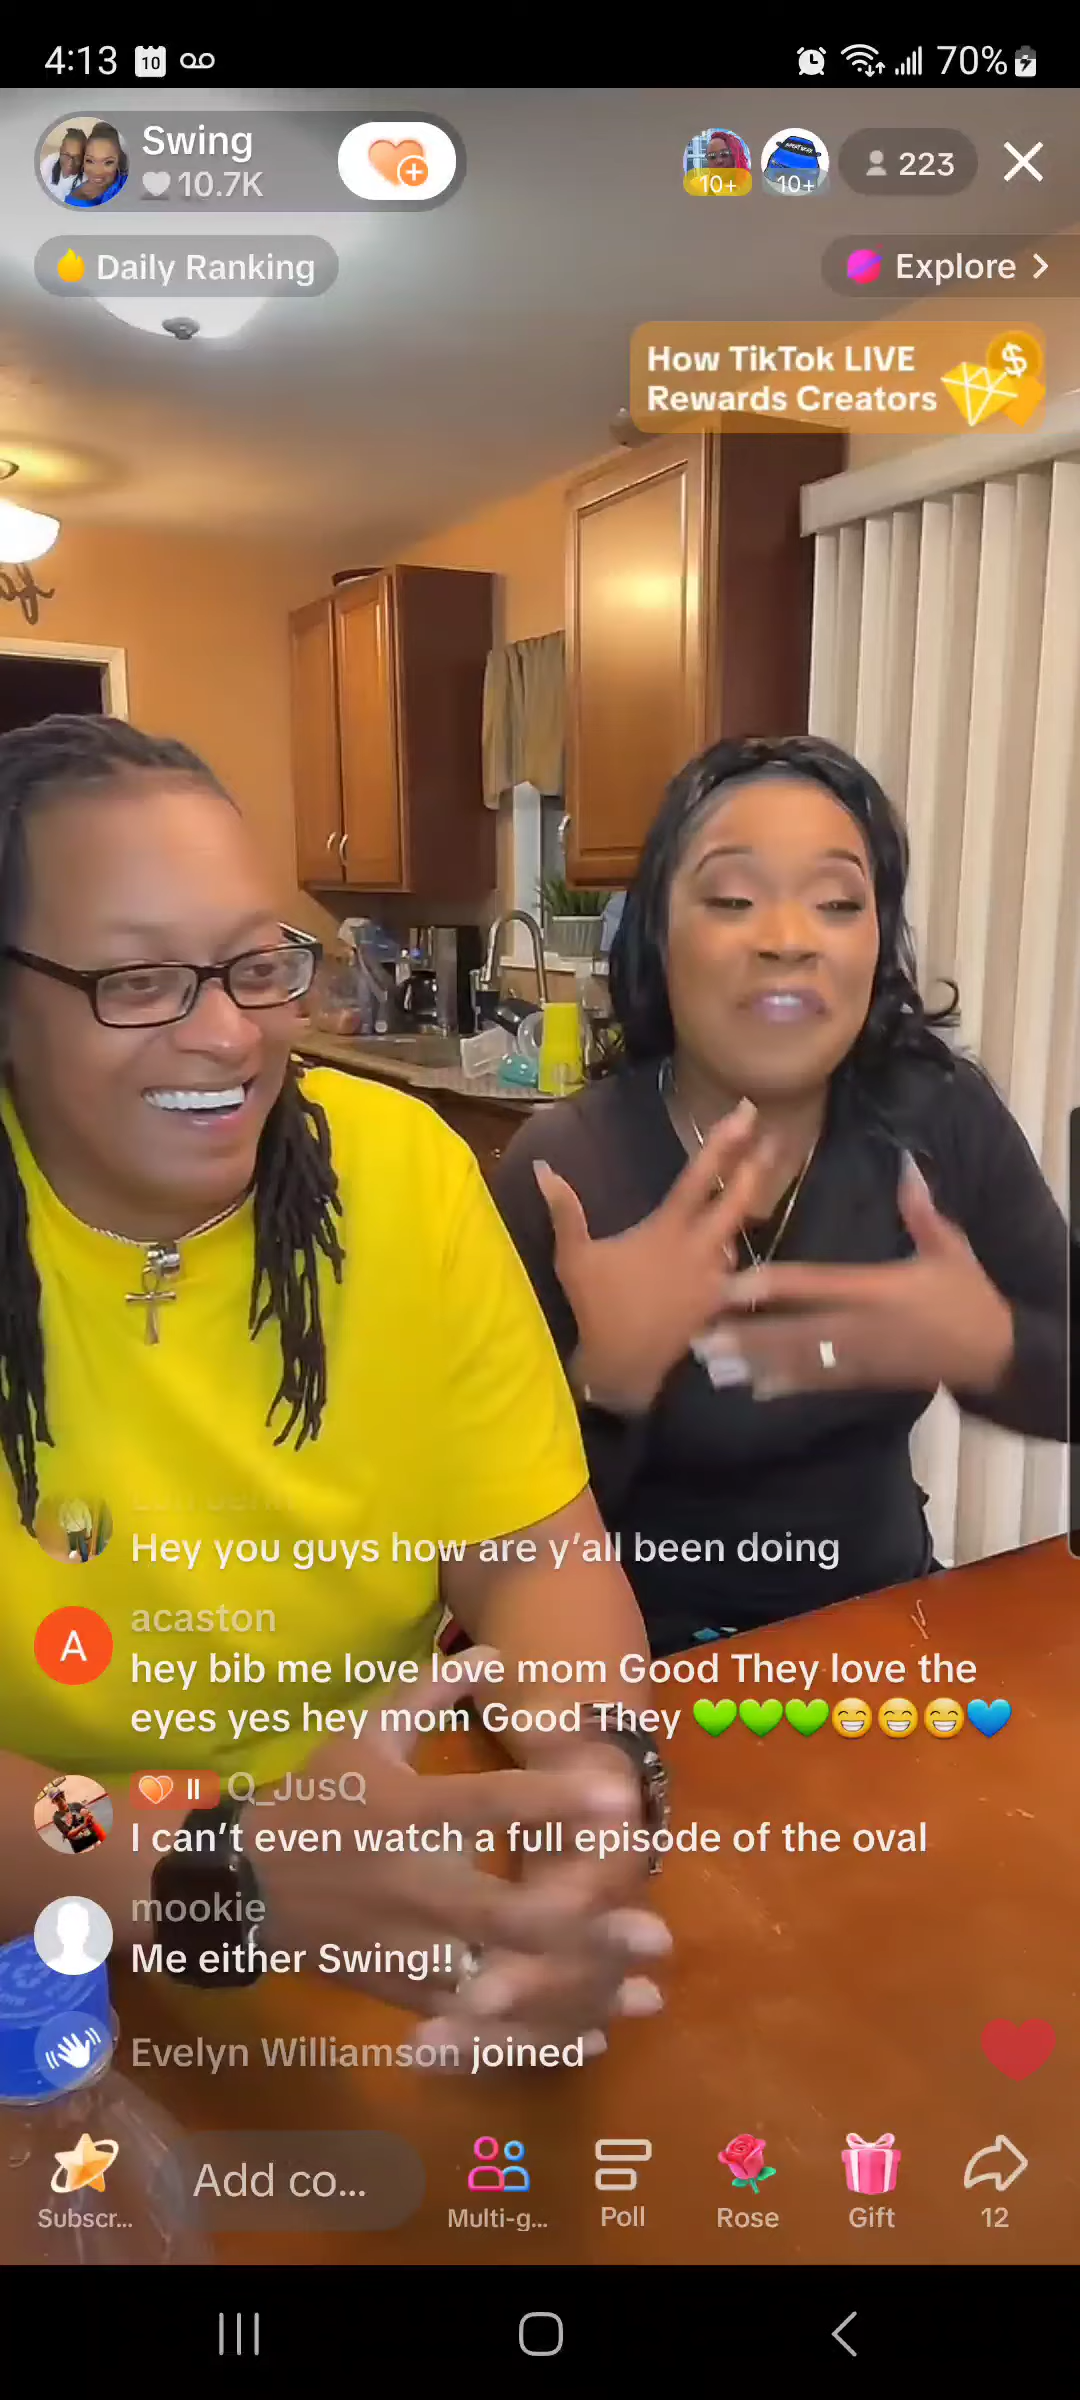 4:13
10
70%
Swing
10.7K
10+
10+
223
Daily Ranking
Explore
How TikTok LIVE
Rewards Creators
Hey you guys how are y’all been doing
A
acaston
hey bib me love love mom Good They love the
eyes yes hey mom Good They 💚💚💚😁😁😁💙
II Q_JusQ
I can’t even watch a full episode of the oval
mookie
Me either Swing!!
Evelyn Williamson joined
Subscr...
Add co...
Multi-g...
Poll
Rose
Gift
12